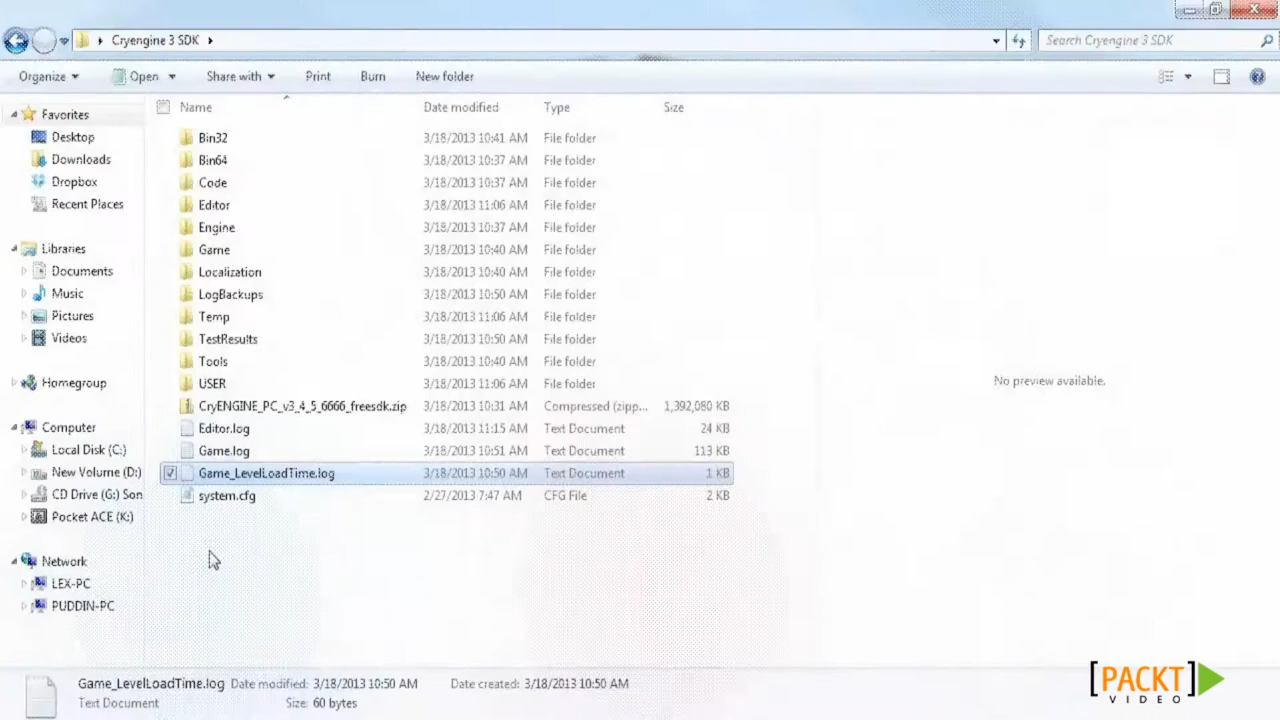 Cryengine 3 SDK
Search Cryengine 3 SDK
Organize Open Share with Print Burn New folder
Name Date modified Type Size
Favorites
Desktop
Downloads
Dropbox
Recent Places
Libraries
Documents
Music
Pictures
Videos
Homegroup
Computer
Local Disk (C:)
New Volume (D:)
CD Drive (G:) Son
Pocket ACE (K:)
Network
LEX-PC
PUDDIN-PC
Bin32 3/18/2013 10:41 AM File folder
Bin64 3/18/2013 10:37 AM File folder
Code 3/18/2013 10:37 AM File folder
Editor 3/18/2013 11:06 AM File folder
Engine 3/18/2013 10:37 AM File folder
Game 3/18/2013 10:40 AM File folder
Localization 3/18/2013 10:40 AM File folder
LogBackups 3/18/2013 10:50 AM File folder
Temp 3/18/2013 11:06 AM File folder
TestResults 3/18/2013 10:50 AM File folder
Tools 3/18/2013 10:40 AM File folder
USER 3/18/2013 11:06 AM File folder
CryENGINE_PC_v3_4_5_6666_freesdk.zip 3/18/2013 10:31 AM Compressed (zipp... 1,392,080 KB
Editor.log 3/18/2013 11:15 AM Text Document 24 KB
Game.log 3/18/2013 10:51 AM Text Document 113 KB
Game_LevelLoadTime.log 3/18/2013 10:50 AM Text Document 1 KB
system.cfg 2/27/2013 7:47 AM CFG File 2 KB
No preview available.
Game_LevelLoadTime.log Date modified: 3/18/2013 10:50 AM Date created: 3/18/2013 10:50 AM
Text Document Size: 60 bytes
[PACKT]
VIDEO